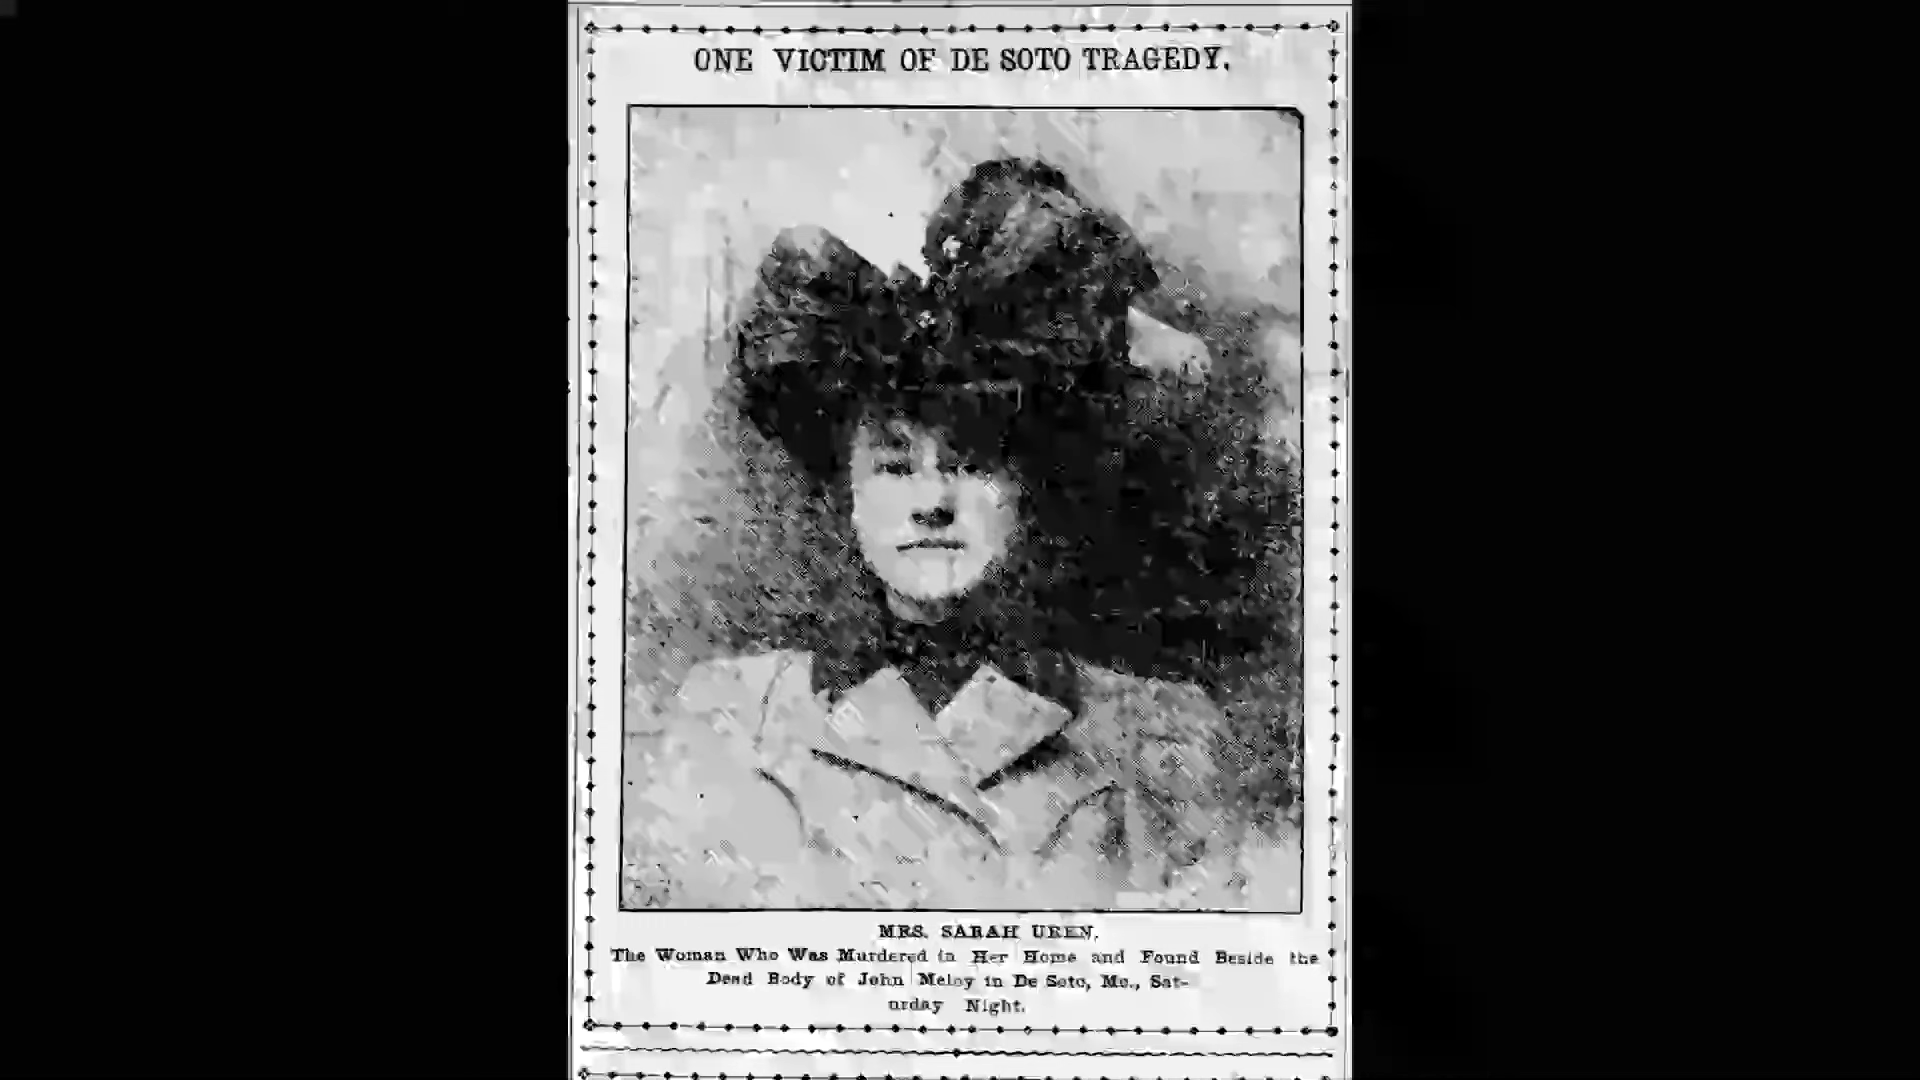 ONE VICTIM OF DE SOTO TRAGEDY.
MRS. SARAH UREN.
The Woman Who Was Murdered in Her Home and Found Beside the
Dead Body of John Meloy in De Soto, Mo., Sat-
urday Night.